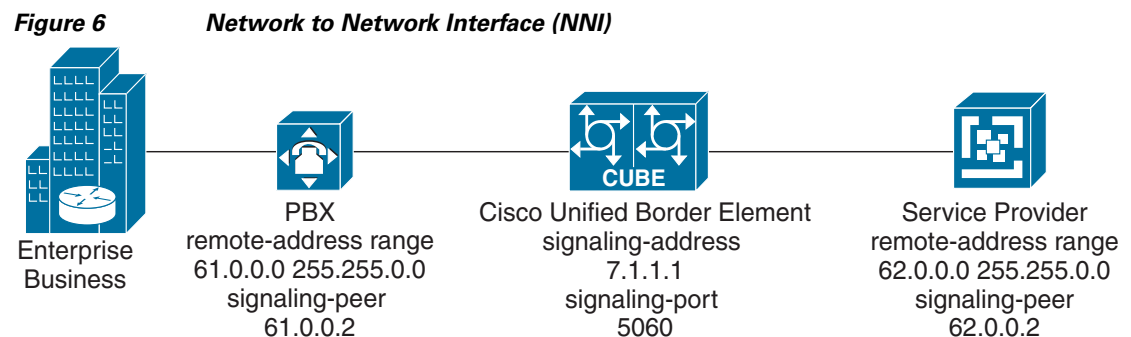 Figure 6 Network to Network Interface (NNI)
CUBE
Enterprise
Business
PBX
remote-address range
61.0.0.0 255.255.0.0
signaling-peer
61.0.0.2
Cisco Unified Border Element
signaling-address
7.1.1.1
signaling-port
5060
Service Provider
remote-address range
62.0.0.0 255.255.0.0
signaling-peer
62.0.0.2